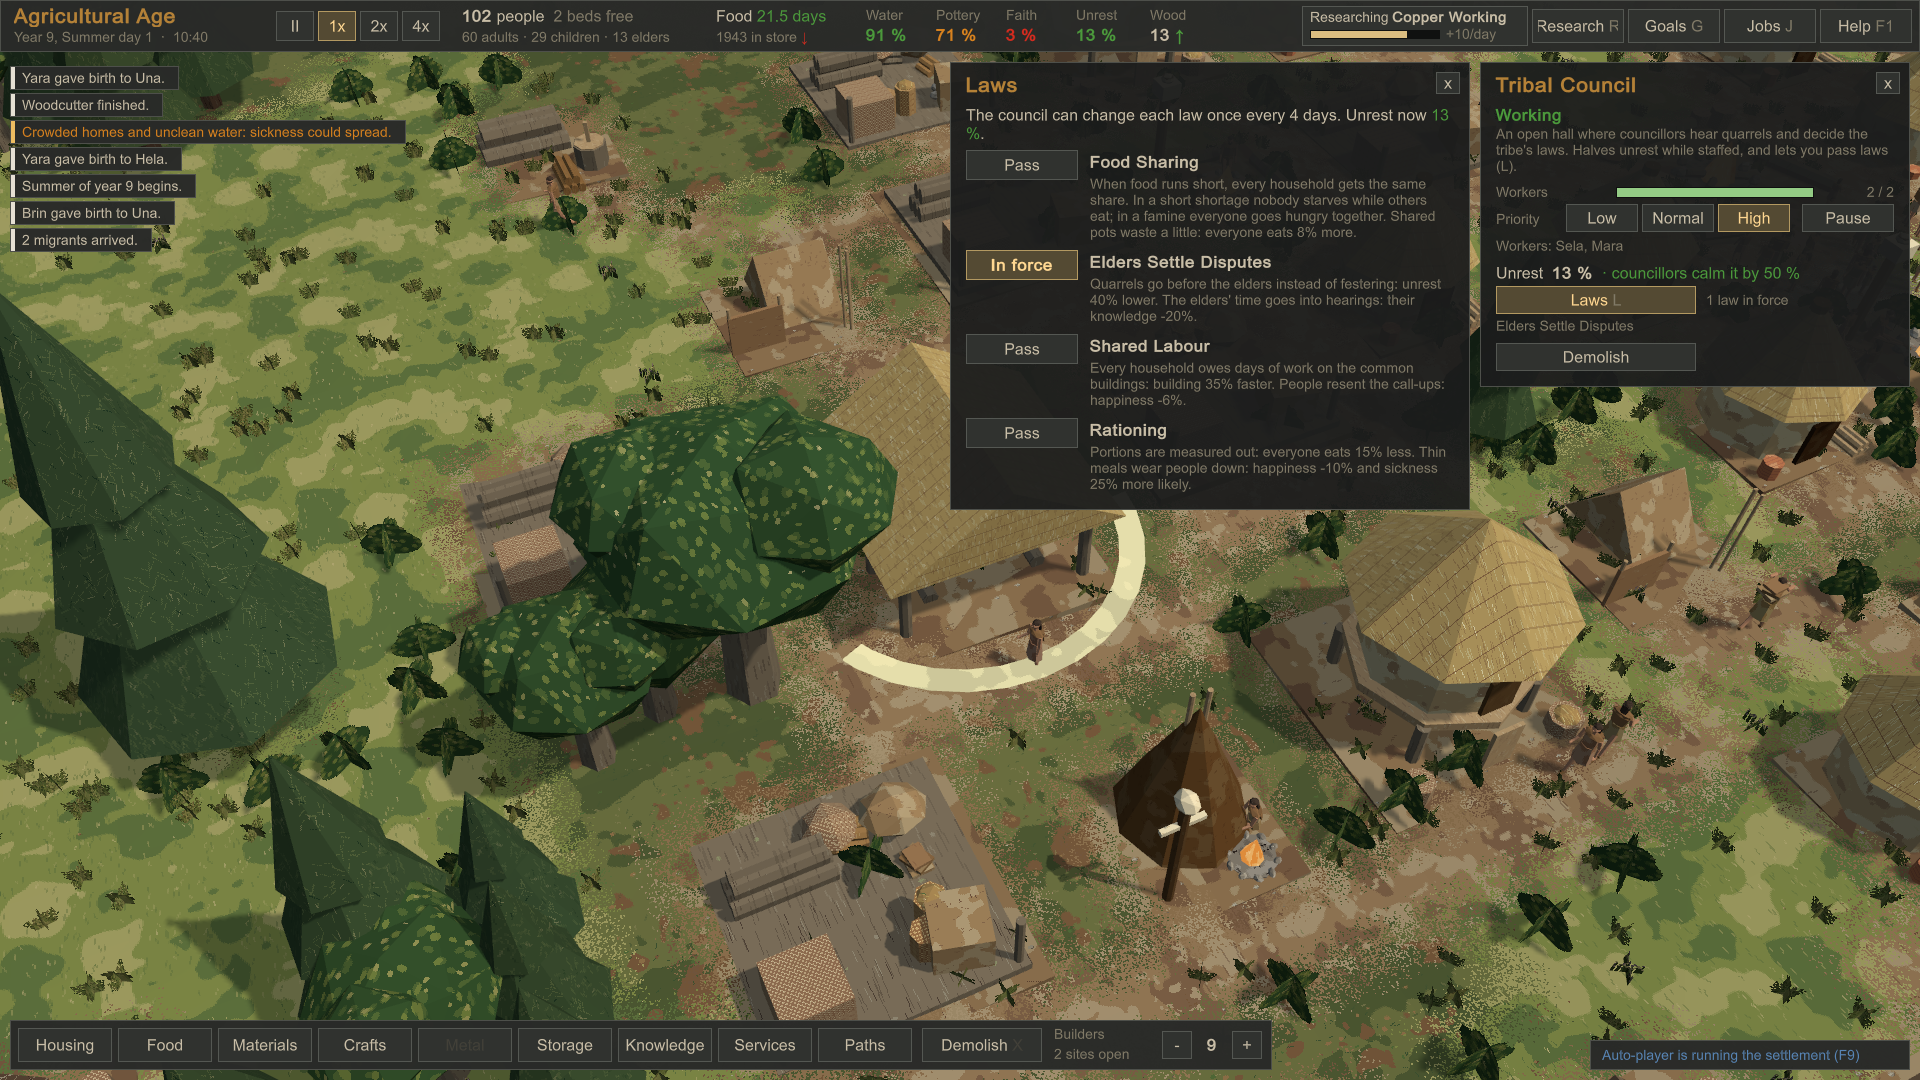 Agricultural Age
Year 9, Summer day 1 · 10:40
II 1x 2x 4x
102 people 2 beds free
60 adults · 29 children · 13 elders
Food 21.5 days
1943 in store ↓
Water
91 %
Pottery
71 %
Faith
3 %
Unrest
13 %
Wood
13 ↑
Researching Copper Working
+10/day
Research R
Goals G
Jobs J
Help F1
Yara gave birth to Una.
Woodcutter finished.
Crowded homes and unclean water: sickness could spread.
Yara gave birth to Hela.
Summer of year 9 begins.
Brin gave birth to Una.
2 migrants arrived.
Laws
x
The council can change each law once every 4 days. Unrest now 13
%.
Pass
Food Sharing
When food runs short, every household gets the same
share. In a short shortage nobody starves while others
eat; in a famine everyone goes hungry together. Shared
pots waste a little: everyone eats 8% more.
In force
Elders Settle Disputes
Quarrels go before the elders instead of festering: unrest
40% lower. The elders' time goes into hearings: their
knowledge -20%.
Pass
Shared Labour
Every household owes days of work on the common
buildings: building 35% faster. People resent the call-ups:
happiness -6%.
Pass
Rationing
Portions are measured out: everyone eats 15% less. Thin
meals wear people down: happiness -10% and sickness
25% more likely.
Tribal Council
x
Working
An open hall where councillors hear quarrels and decide the
tribe's laws. Halves unrest while staffed, and lets you pass laws
(L).
Workers 2 / 2
Priority Low Normal High Pause
Workers: Sela, Mara
Unrest 13 % · councillors calm it by 50 %
Laws L 1 law in force
Elders Settle Disputes
Demolish
Housing
Food
Materials
Crafts
Metal
Storage
Knowledge
Services
Paths
Demolish X
Builders
2 sites open
- 9 +
Auto-player is running the settlement (F9)